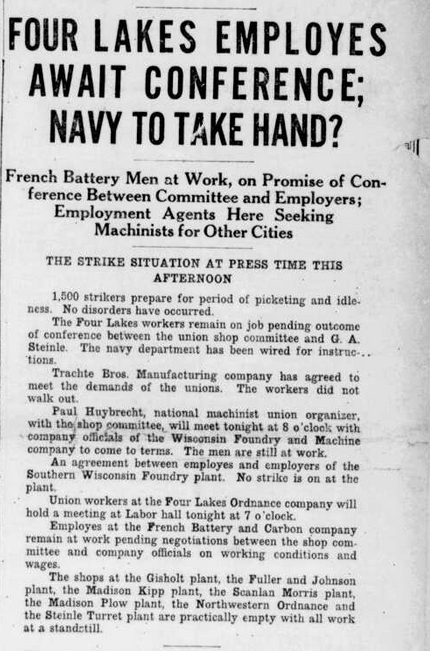 FOUR LAKES EMPLOYES
AWAIT CONFERENCE;
NAVY TO TAKE HAND?
French Battery Men at Work, on Promise of Con-
ference Between Committee and Employers;
Employment Agents Here Seeking
Machinists for Other Cities
THE STRIKE SITUATION AT PRESS TIME THIS
AFTERNOON
1,500 strikers prepare for period of picketing and idle-
ness. No disorders have occurred.
The Four Lakes workers remain on job pending outcome
of conference between the union shop committee and G. A.
Steinle. The navy department has been wired for instruc-
tions.
Trachte Bros. Manufacturing company has agreed to
meet the demands of the unions. The workers did not
walk out.
Paul Huybrecht, national machinist union organizer,
with the shop committee, will meet tonight at 8 o'clock with
company officials of the Wisconsin Foundry and Machine
company to come to terms. The men are still at work.
An agreement between employes and employers of the
Southern Wisconsin Foundry plant. No strike is on at the
plant.
Union workers at the Four Lakes Ordnance company will
hold a meeting at Labor hall tonight at 7 o'clock.
Employes at the French Battery and Carbon company
remain at work pending negotiations between the shop com-
mittee and company officials on working conditions and
wages.
The shops at the Gisholt plant, the Fuller and Johnson
plant, the Madison Kipp plant, the Scanlan Morris plant,
the Madison Plow plant, the Northwestern Ordnance and
the Steinle Turret plant are practically empty with all work
at a standstill.